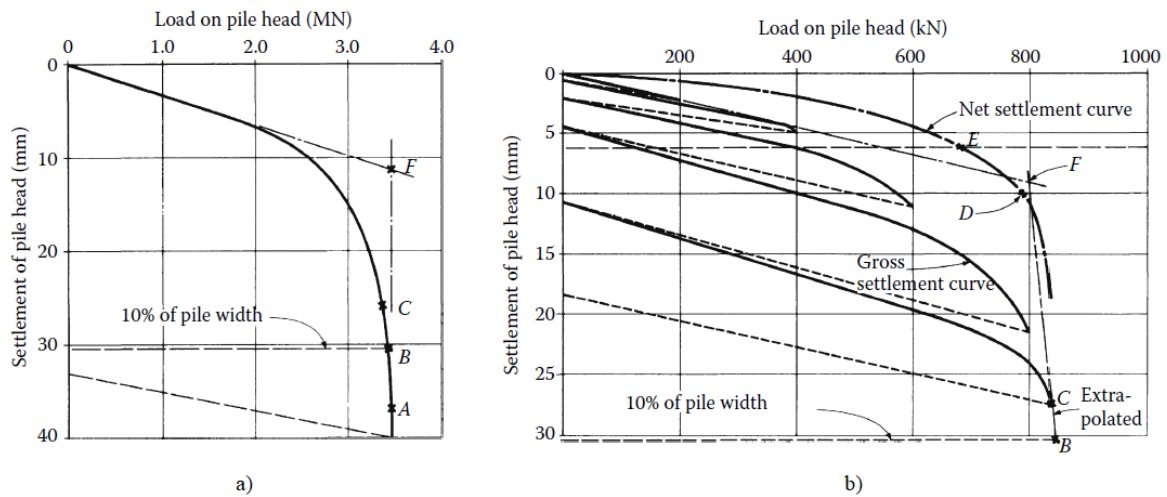 Load on pile head (MN)
0
1.0
2.0
3.0
4.0
0
10
20
30
40
Settlement of pile head (mm)
F
C
10% of pile width
B
A
a)
Load on pile head (kN)
200
400
600
800
1000
0
5
10
15
20
25
30
Settlement of pile head (mm)
Net settlement curve
E
F
D
Gross
settlement curve
10% of pile width
C
Extra-
polated
B
b)